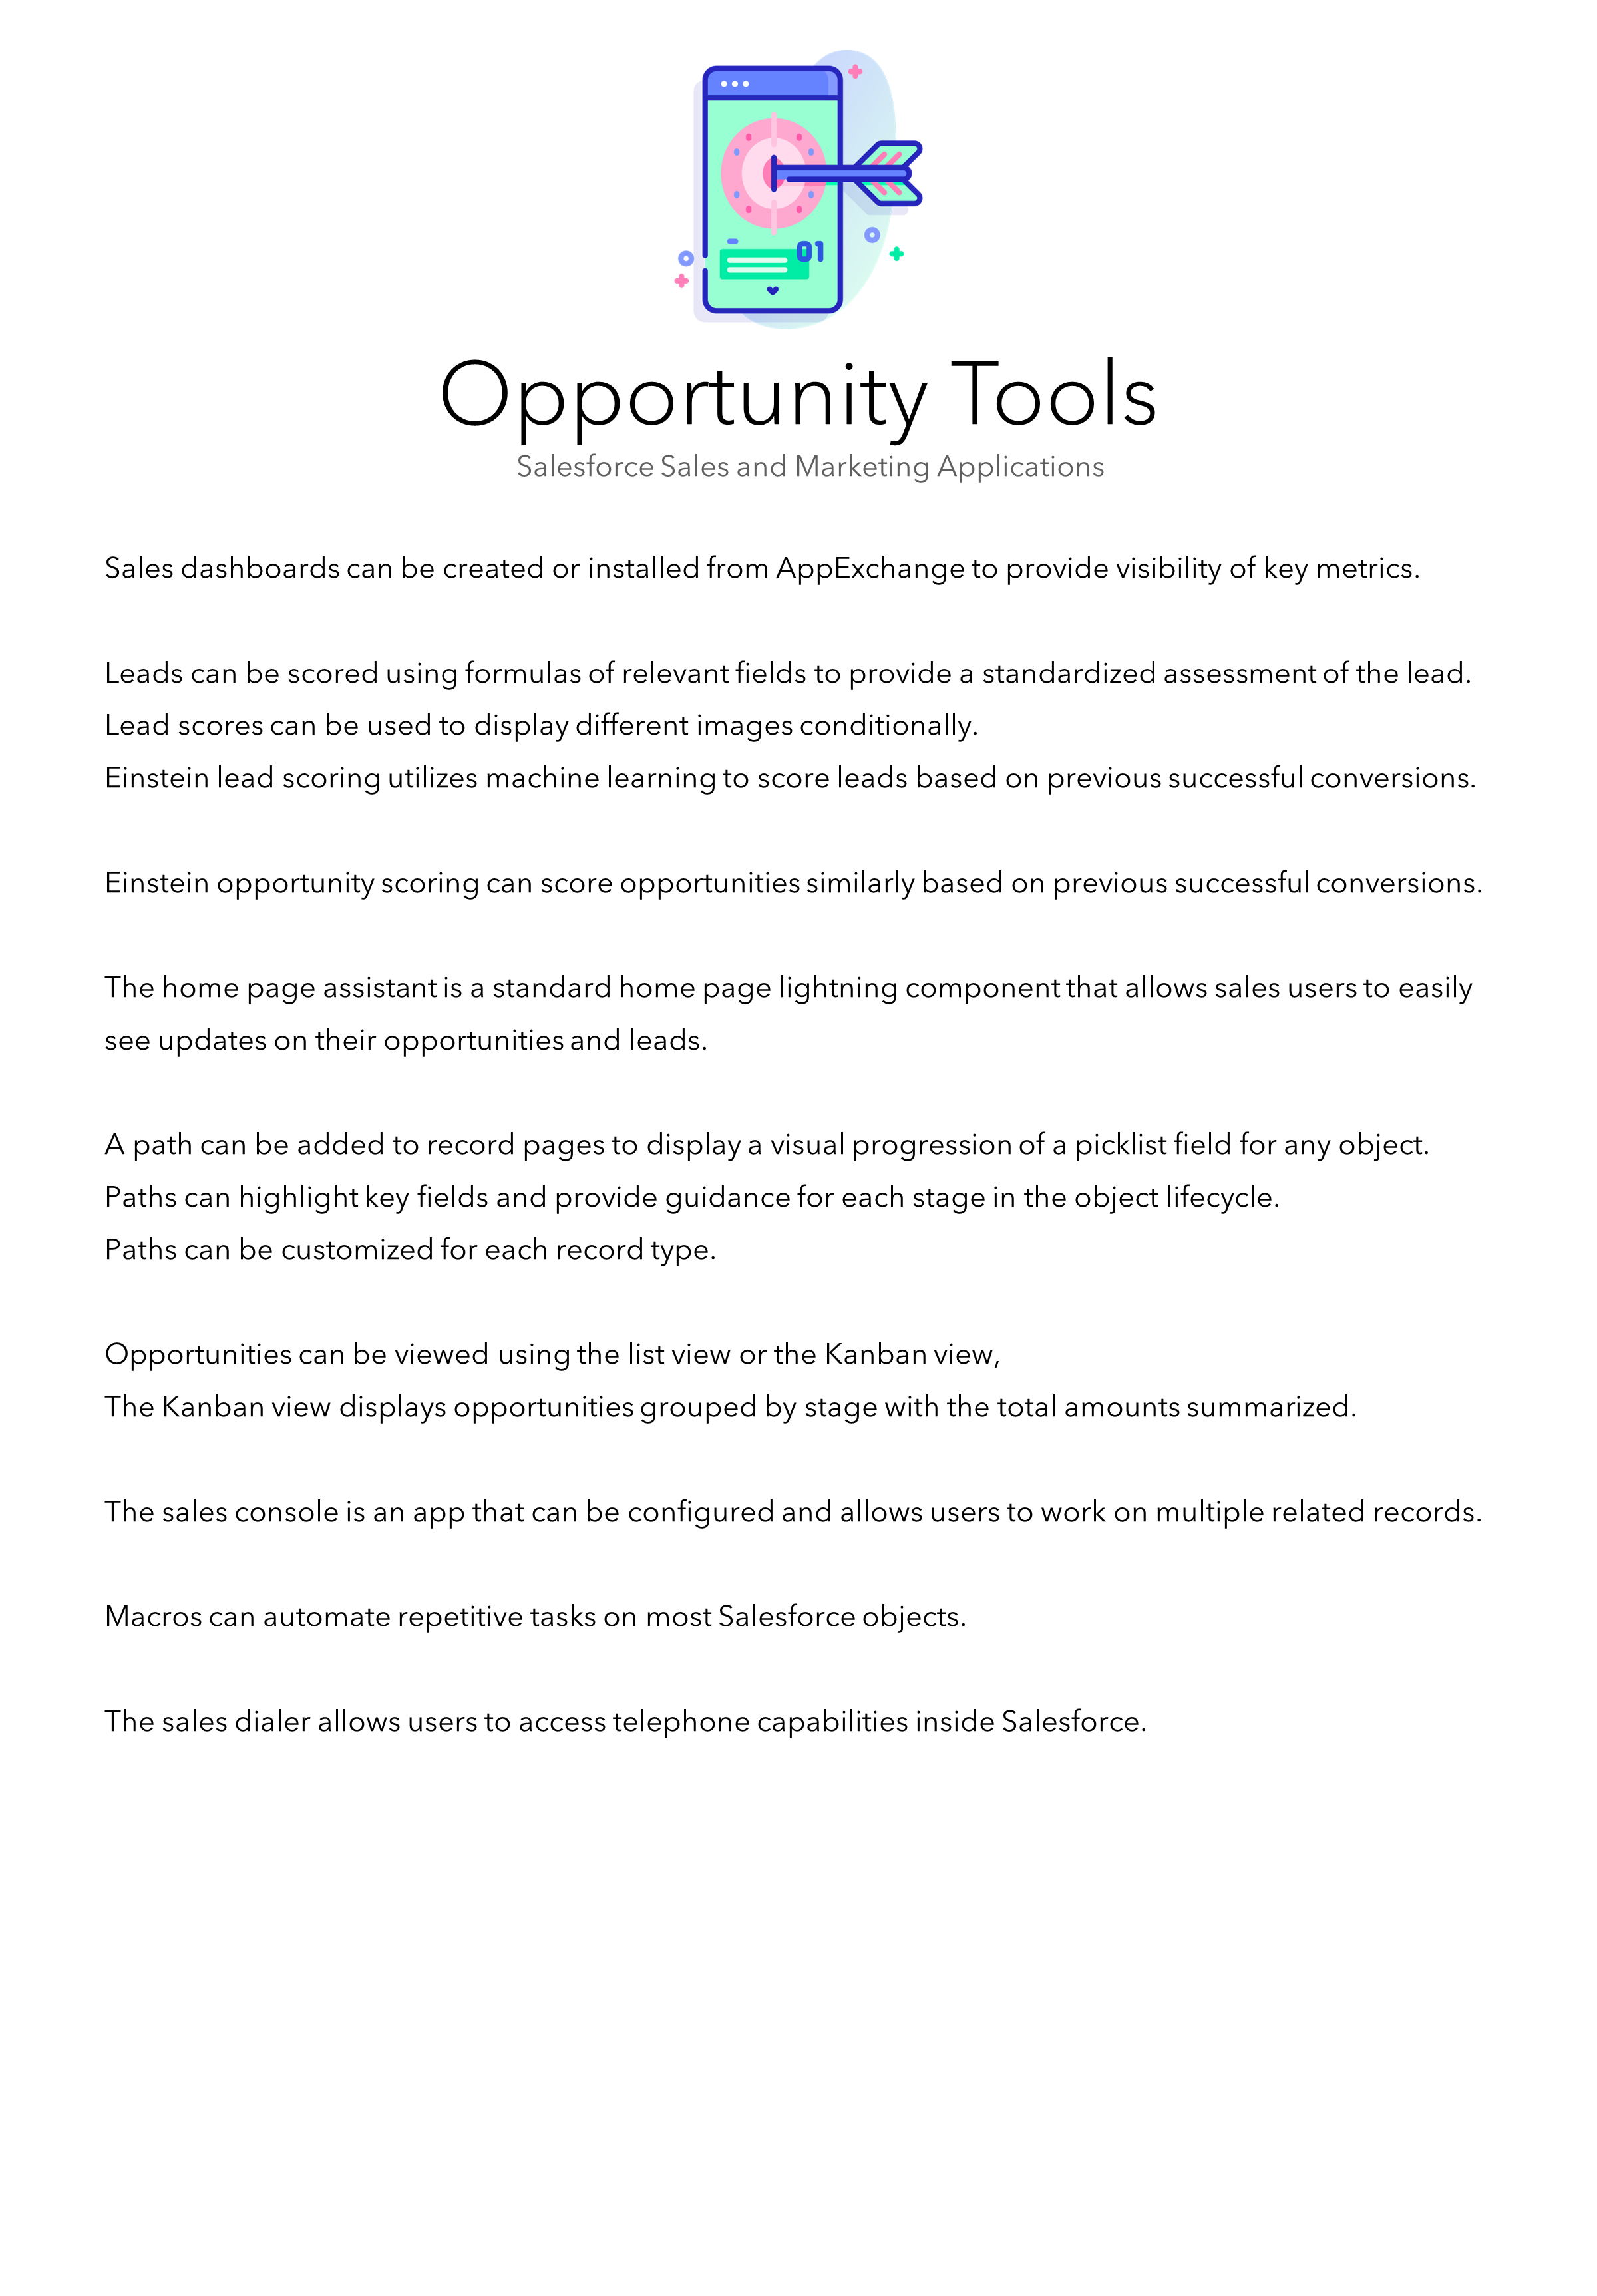 01
Opportunity Tools
Salesforce Sales and Marketing Applications
Sales dashboards can be created or installed from AppExchange to provide visibility of key metrics.
Leads can be scored using formulas of relevant fields to provide a standardized assessment of the lead.
Lead scores can be used to display different images conditionally.
Einstein lead scoring utilizes machine learning to score leads based on previous successful conversions.
Einstein opportunity scoring can score opportunities similarly based on previous successful conversions.
The home page assistant is a standard home page lightning component that allows sales users to easily
see updates on their opportunities and leads.
A path can be added to record pages to display a visual progression of a picklist field for any object.
Paths can highlight key fields and provide guidance for each stage in the object lifecycle.
Paths can be customized for each record type.
Opportunities can be viewed using the list view or the Kanban view,
The Kanban view displays opportunities grouped by stage with the total amounts summarized.
The sales console is an app that can be configured and allows users to work on multiple related records.
Macros can automate repetitive tasks on most Salesforce objects.
The sales dialer allows users to access telephone capabilities inside Salesforce.